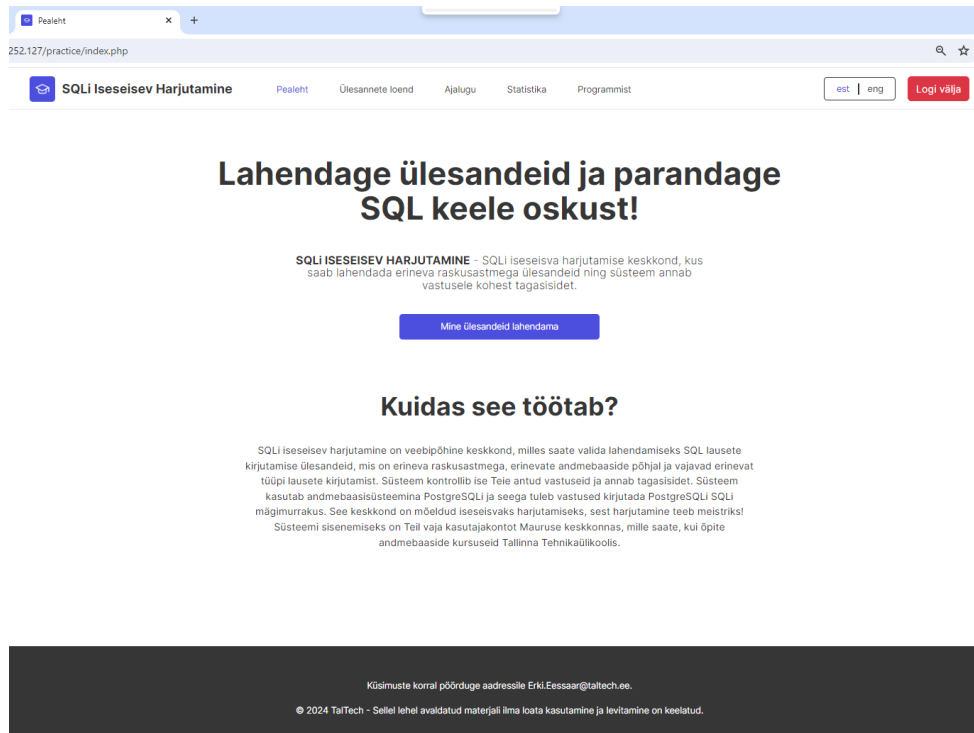 Pealeht
252.127/practice/index.php
SQLi Iseseisev Harjutamine
Pealeht
Ülesannete loend
Ajalugu
Statistika
Programmist
est | eng
Logi välja
Lahendage ülesandeid ja parandage
SQL keele oskust!
SQLi ISESEISEV HARJUTAMINE - SQLi iseseisva harjutamise keskkond, kus
saab lahendada erineva raskusastmega ülesandeid ning süsteem annab
vastusele kohest tagasisidet.
Mine ülesandeid lahendama
Kuidas see töötab?
SQLi iseseisev harjutamine on veebipõhine keskkond, milles saate valida lahendamiseks SQL lausete
kirjutamise ülesandeid, mis on erineva raskusastmega, erinevate andmebaaside põhjal ja vajavad erinevat
tüüpi lausete kirjutamist. Süsteem kontrollib ise Teie antud vastuseid ja annab tagasisidet. Süsteem
kasutab andmebaasisüsteemina PostgreSQLi ja seega tuleb vastused kirjutada PostgreSQLi SQLi
mägimurrakus. See keskkond on mõeldud iseseisvaks harjutamiseks, sest harjutamine teeb meistriks!
Süsteemi sisenemiseks on Teil vaja kasutajakontot Mauruse keskkonnas, mille saate, kui õpite
andmebaaside kursuseid Tallinna Tehnikaülikoolis.
Küsimuste korral pöörduge aadressile Erki.Eessaar@taltech.ee.
© 2024 TalTech - Sellel lehel avaldatud materjali ilma loata kasutamine ja levitamine on keelatud.